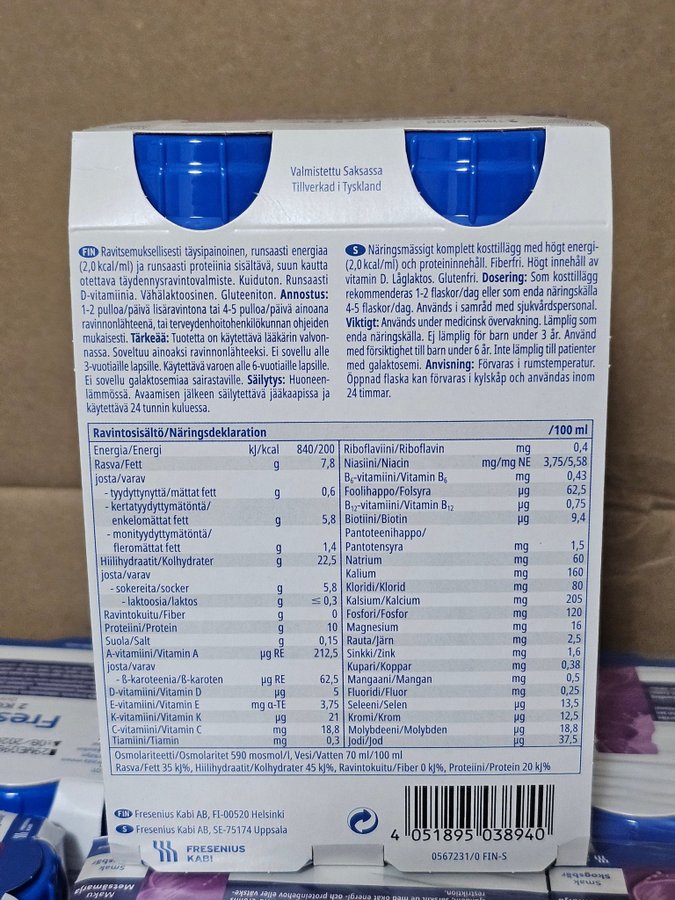 Valmistettu Saksassa
Tillverkad i Tyskland
FIN Ravitsemuksellisesti täysipainoinen, runsaasti energiaa
(2,0 kcal/ml) ja runsaasti proteiinia sisältävä, suun kautta
otettava täydennysravintovalmiste. Kuiduton. Runsaasti
D-vitamiinia. Vähälaktoosinen. Gluteeniton. Annostus:
1-2 pulloa/päivä lisäravintona tai 4-5 pulloa/päivä ainoana
ravinnonlähteenä, tai terveydenhoitohenkilökunnan ohjeiden
mukaisesti. Tärkeää: Tuotetta on käytettävä lääkärin valvon-
nassa. Soveltuu ainoaksi ravinnonlähteeksi. Ei sovellu alle
3-vuotiaille lapsille. Käytettävä varoen alle 6-vuotiaille lapsille.
Ei sovellu galaktosemiaa sairastaville. Säilytys: Huoneen-
lämmössä. Avaamisen jälkeen säilytettävä jääkaapissa ja
käytettävä 24 tunnin kuluessa.
S Näringsmässigt komplett kosttillägg med högt energi-
(2,0 kcal/ml) och proteininnehåll. Fiberfri. Högt innehåll av
vitamin D. Låglaktos. Glutenfri. Dosering: Som kosttillägg
rekommenderas 1-2 flaskor/dag eller som enda näringskälla
4-5 flaskor/dag. Används i samråd med sjukvårdspersonal.
Viktigt: Används under medicinsk övervakning. Lämplig som
enda näringskälla. Ej lämplig för barn under 3 år. Använd
med försiktighet till barn under 6 år. Inte lämplig till patienter
med galaktosemi. Anvisning: Förvaras i rumstemperatur.
Öppnad flaska kan förvaras i kylskåp och användas inom
24 timmar.
Ravintosisältö/Näringsdeklaration /100 ml
Energia/Energi kJ/kcal 840/200
Rasva/Fett g 7,8
josta/varav
- tyydyttynyttä/mättat fett g 0,6
- kertatyydyttymätöntä/
enkelomättat fett g 5,8
- monityydyttymätöntä/
fleromättat fett g 1,4
Hiilihydraatit/Kolhydrater g 22,5
josta/varav
- sokereita/socker g 5,8
- laktoosia/laktos g ≤ 0,3
Ravintokuitu/Fiber g 0
Proteiini/Protein g 10
Suola/Salt g 0,15
A-vitamiini/Vitamin A µg RE 212,5
josta/varav
- ß-karoteenia/ß-karoten µg RE 62,5
D-vitamiini/Vitamin D µg 5
E-vitamiini/Vitamin E mg α-TE 3,75
K-vitamiini/Vitamin K µg 21
C-vitamiini/Vitamin C mg 18,8
Tiamiini/Tiamin mg 0,3
Riboflaviini/Riboflavin mg 0,4
Niasiini/Niacin mg/mg NE 3,75/5,58
B6-vitamiini/Vitamin B6 mg 0,43
Foolihappo/Folsyra µg 62,5
B12-vitamiini/Vitamin B12 µg 0,75
Biotiini/Biotin µg 9,4
Pantoteenihappo/
Pantotensyra mg 1,5
Natrium mg 60
Kalium mg 160
Kloridi/Klorid mg 80
Kalsium/Kalcium mg 205
Fosfori/Fosfor mg 120
Magnesium mg 16
Rauta/Järn mg 2,5
Sinkki/Zink mg 1,6
Kupari/Koppar mg 0,38
Mangaani/Mangan mg 0,5
Fluoridi/Fluor mg 0,25
Seleeni/Selen µg 13,5
Kromi/Krom µg 12,5
Molybdeeni/Molybden µg 18,8
Jodi/Jod µg 37,5
Osmolariteetti/Osmolaritet 590 mosmol/l, Vesi/Vatten 70 ml/100 ml
Rasva/Fett 35 kJ%, Hiilihydraatit/Kolhydrater 45 kJ%, Ravintokuitu/Fiber 0 kJ%, Proteiini/Protein 20 kJ%
FIN Fresenius Kabi AB, FI-00520 Helsinki
S Fresenius Kabi AB, SE-75174 Uppsala
FRESENIUS
KABI
4 051895 038940
0567231/0 FIN-S
Maku
Metsämarja
Smak
Skogsbär